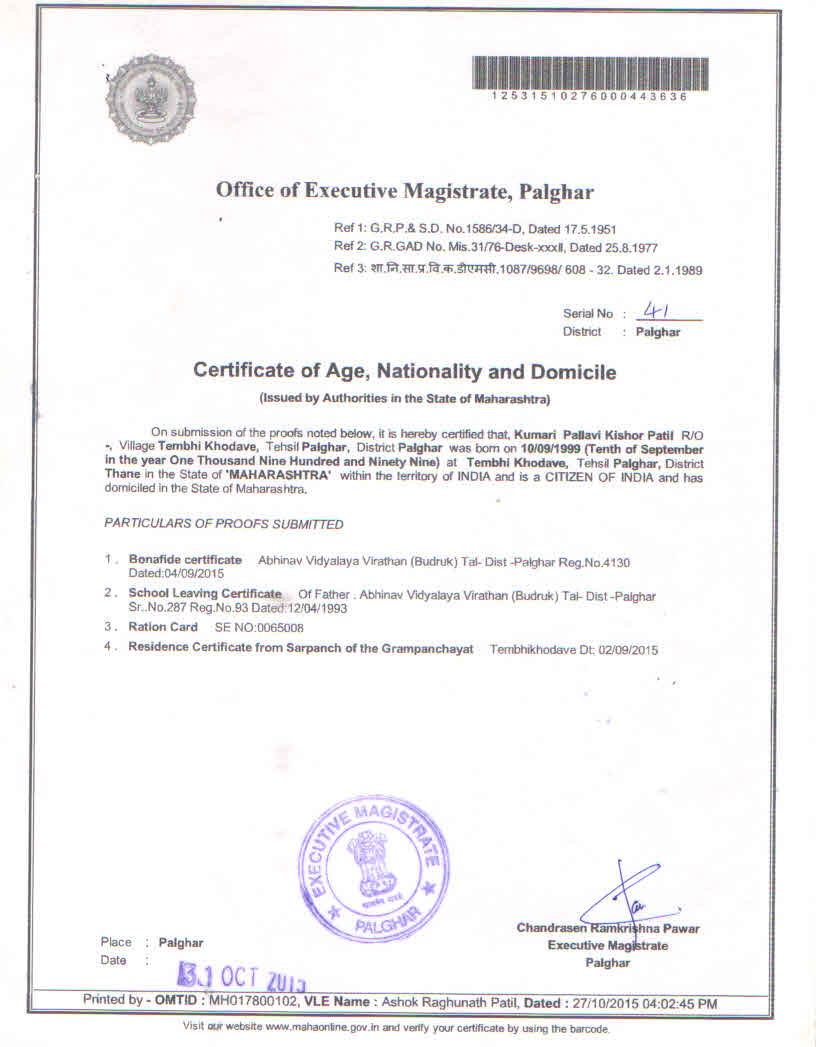 12531510276000443636
Office of Executive Magistrate, Palghar
Ref 1: G.R.P.& S.D. No.1586/34-D, Dated 17.5.1951
Ref 2: G.R.GAD No. Mis.31/76-Desk-xxxII, Dated 25.8.1977
Ref 3: शा.नि.सा.प्र.वि.क.डीएमसी.1087/9698/ 608 - 32. Dated 2.1.1989
Serial No : 41
District : Palghar
Certificate of Age, Nationality and Domicile
(Issued by Authorities in the State of Maharashtra)
On submission of the proofs noted below, it is hereby certified that, Kumari Pallavi Kishor Patil R/O
-, Village Tembhi Khodave, Tehsil Palghar, District Palghar was born on 10/09/1999 (Tenth of September
in the year One Thousand Nine Hundred and Ninety Nine) at Tembhi Khodave, Tehsil Palghar, District
Thane in the State of 'MAHARASHTRA' within the territory of INDIA and is a CITIZEN OF INDIA and has
domiciled in the State of Maharashtra.
PARTICULARS OF PROOFS SUBMITTED
1 . Bonafide certificate Abhinav Vidyalaya Virathan (Budruk) Tal- Dist -Palghar Reg.No.4130
Dated:04/09/2015
2 . School Leaving Certificate Of Father . Abhinav Vidyalaya Virathan (Budruk) Tal- Dist -Palghar
Sr..No.287 Reg.No.93 Dated:12/04/1993
3 . Ration Card SE NO:0065008
4 . Residence Certificate from Sarpanch of the Grampanchayat Tembhikhodave Dt: 02/09/2015
EXECUTIVE MAGISTRATE
PALGHAR
Chandrasen Ramkrishna Pawar
Executive Magistrate
Palghar
Place : Palghar
Date :
31 OCT 2015
Printed by - OMTID : MH017800102, VLE Name : Ashok Raghunath Patil, Dated : 27/10/2015 04:02:45 PM
Visit our website www.mahaonline.gov.in and verify your certificate by using the barcode.